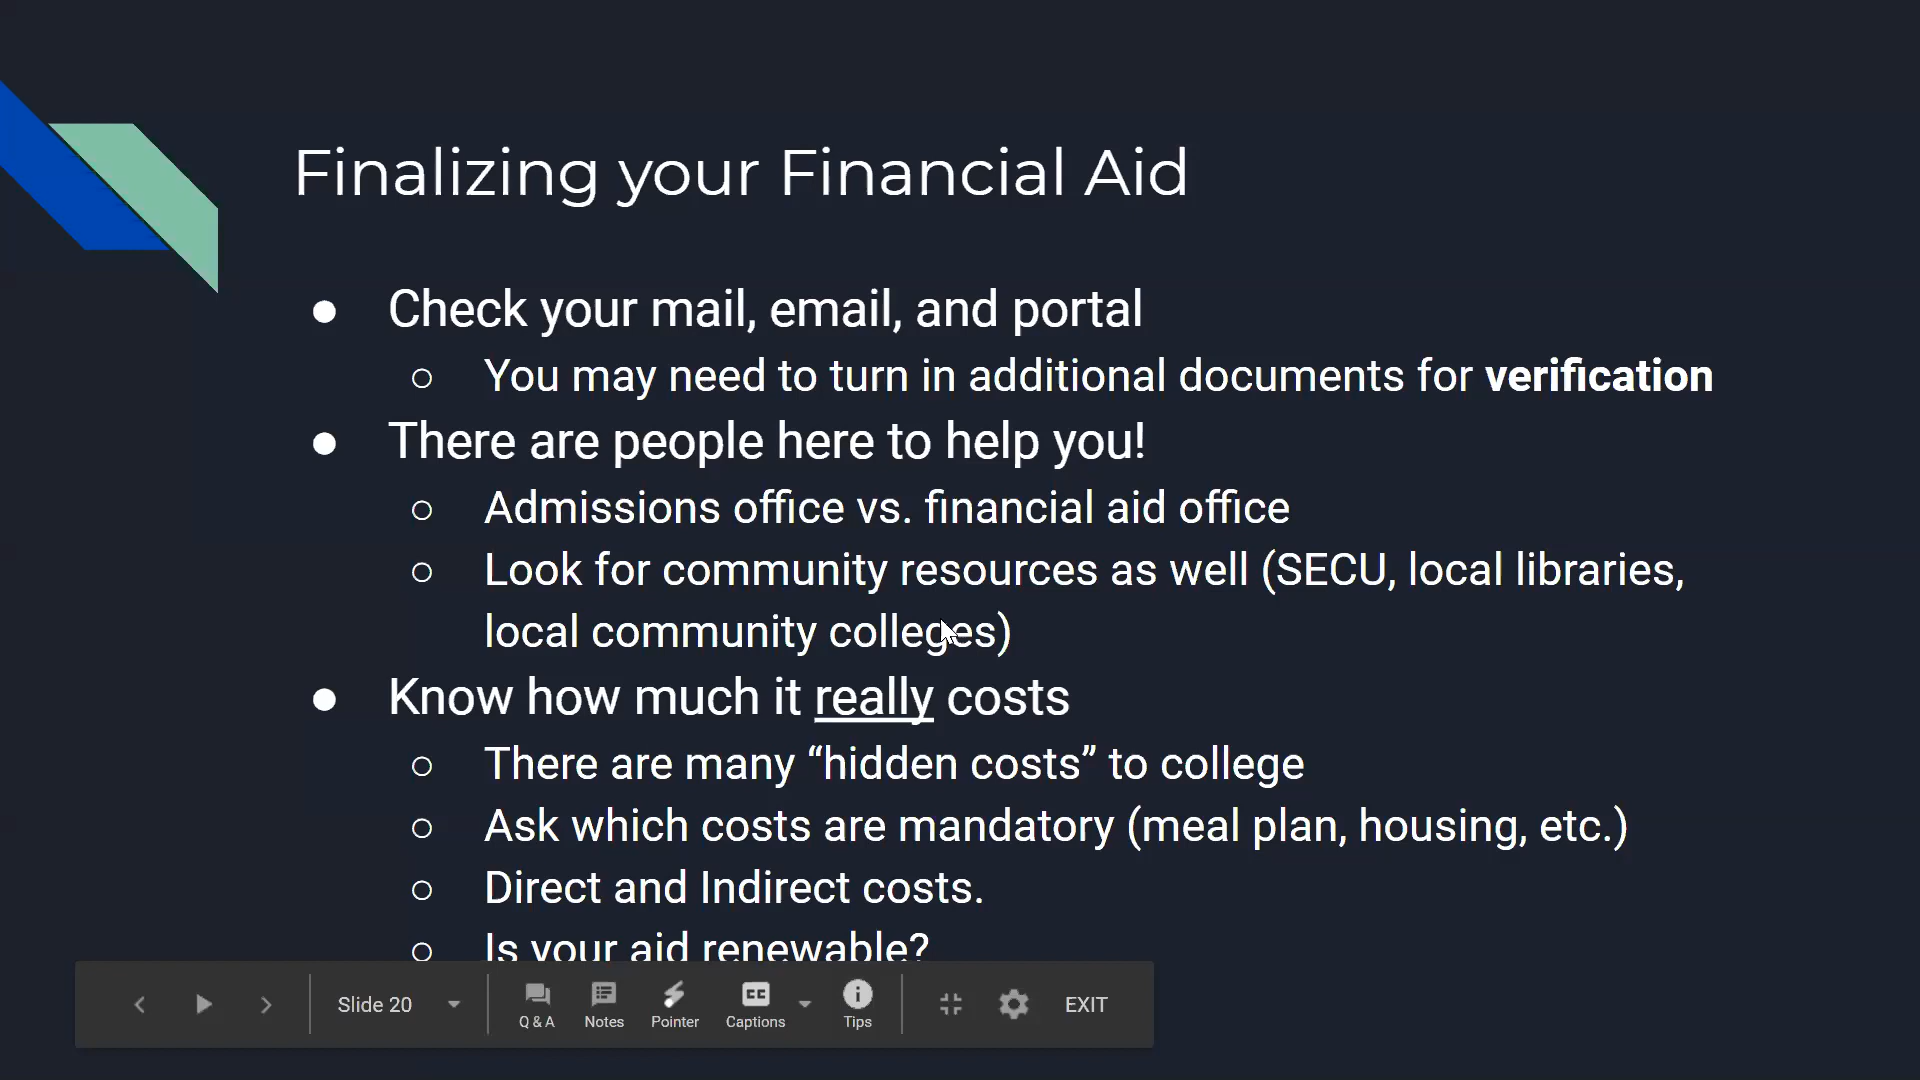 Finalizing your Financial Aid
● Check your mail, email, and portal
○ You may need to turn in additional documents for verification
● There are people here to help you!
○ Admissions office vs. financial aid office
○ Look for community resources as well (SECU, local libraries,
local community colleges)
● Know how much it really costs
○ There are many “hidden costs” to college
○ Ask which costs are mandatory (meal plan, housing, etc.)
○ Direct and Indirect costs.
○ Is your aid renewable?
Slide 20
Q & A
Notes
Pointer
CC
Captions
Tips
EXIT